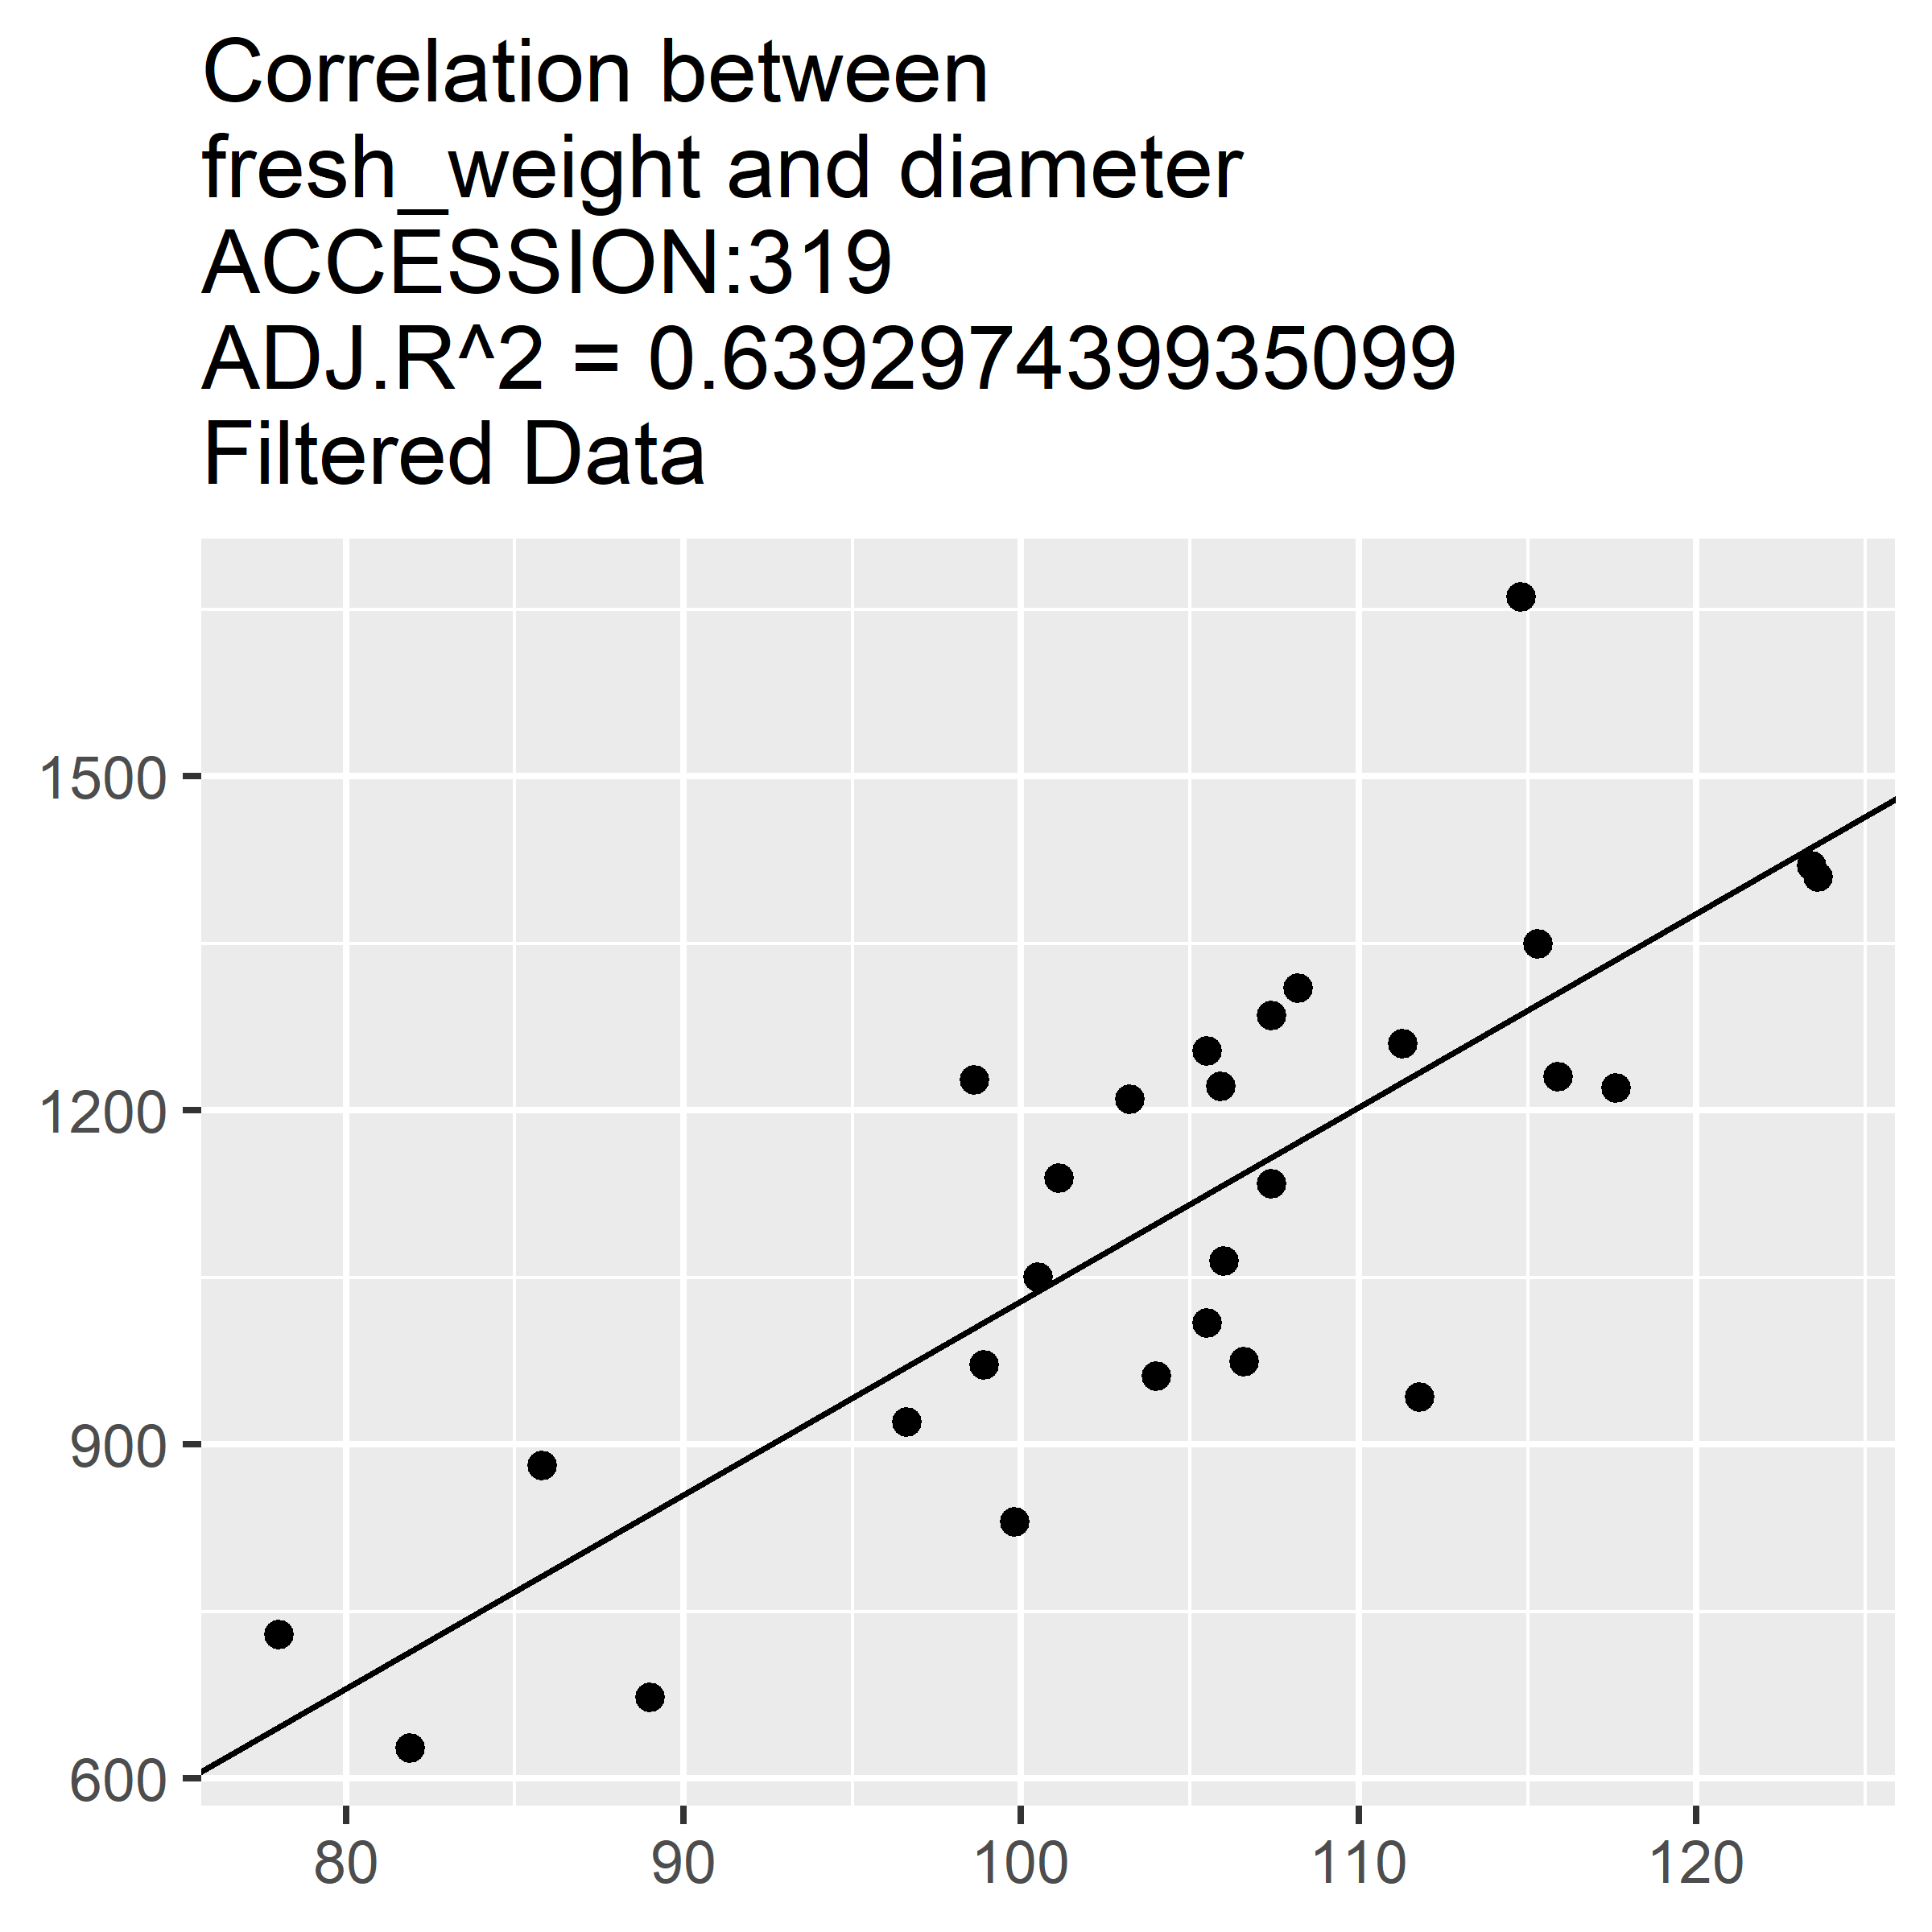 Correlation between
fresh_weight and diameter
ACCESSION:319
ADJ.R^2 = 0.6392974439935099
Filtered Data
1500
1200
900
600
80 90 100 110 120